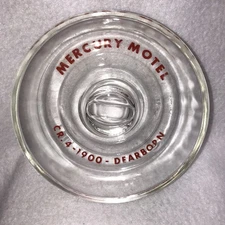 MERCURY MOTEL
CR. 4-1900 - DEARBORN